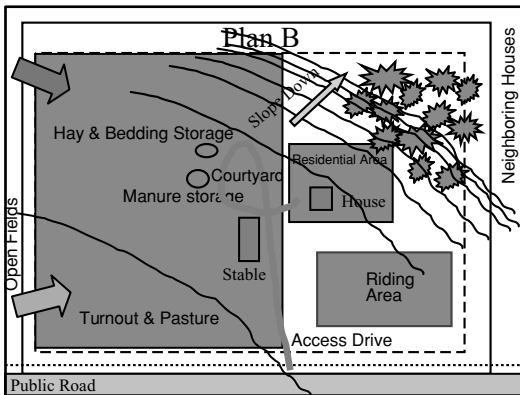 Plan B
Neighboring Houses
Slope Down
Hay & Bedding Storage
Residential Area
Courtyard
Manure storage
House
Open Fields
Stable
Riding
Area
Turnout & Pasture
Access Drive
Public Road